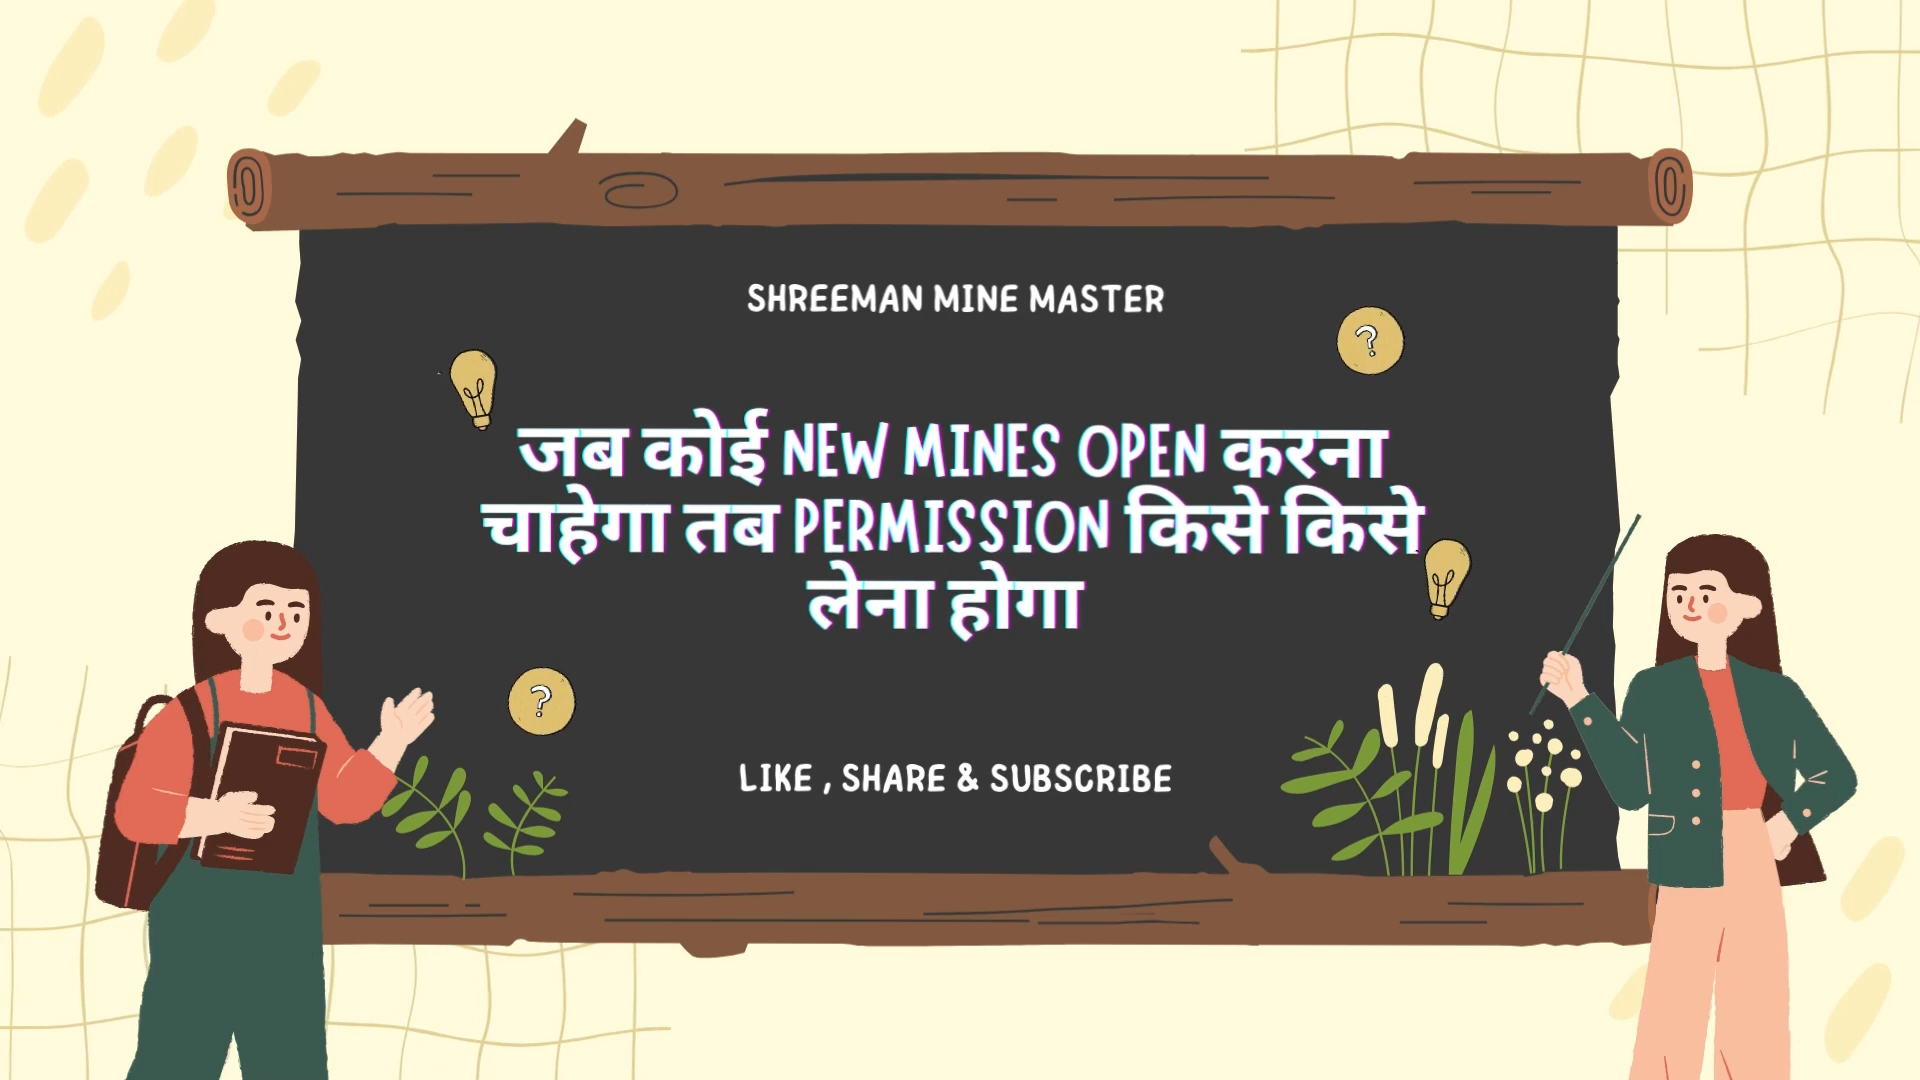 SHREEMAN MINE MASTER
?
जब कोई NEW MINES OPEN करना
चाहेगा तब PERMISSION किसे किसे
लेना होगा
?
LIKE , SHARE & SUBSCRIBE